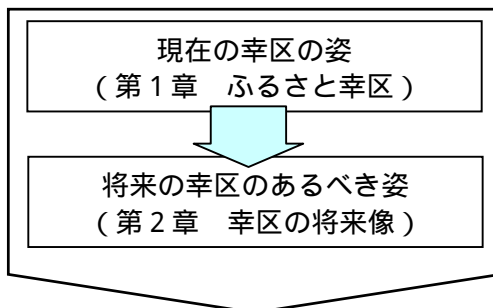 現在の幸区の姿
（第１章　ふるさと幸区）
将来の幸区のあるべき姿
（第２章　幸区の将来像）